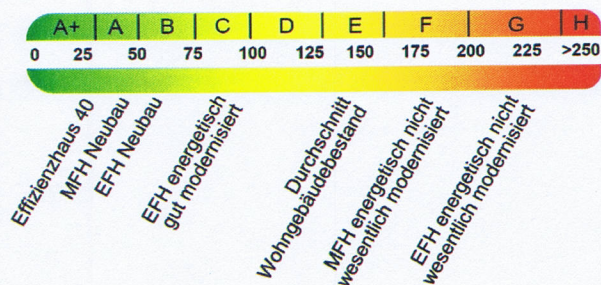 A+ A B C D E F G H
0 25 50 75 100 125 150 175 200 225 >250
Effizienzhaus 40
MFH Neubau
EFH Neubau
EFH energetisch
gut modernisiert
Durchschnitt
Wohngebäudebestand
MFH energetisch nicht
wesentlich modernisiert
EFH energetisch nicht
wesentlich modernisiert